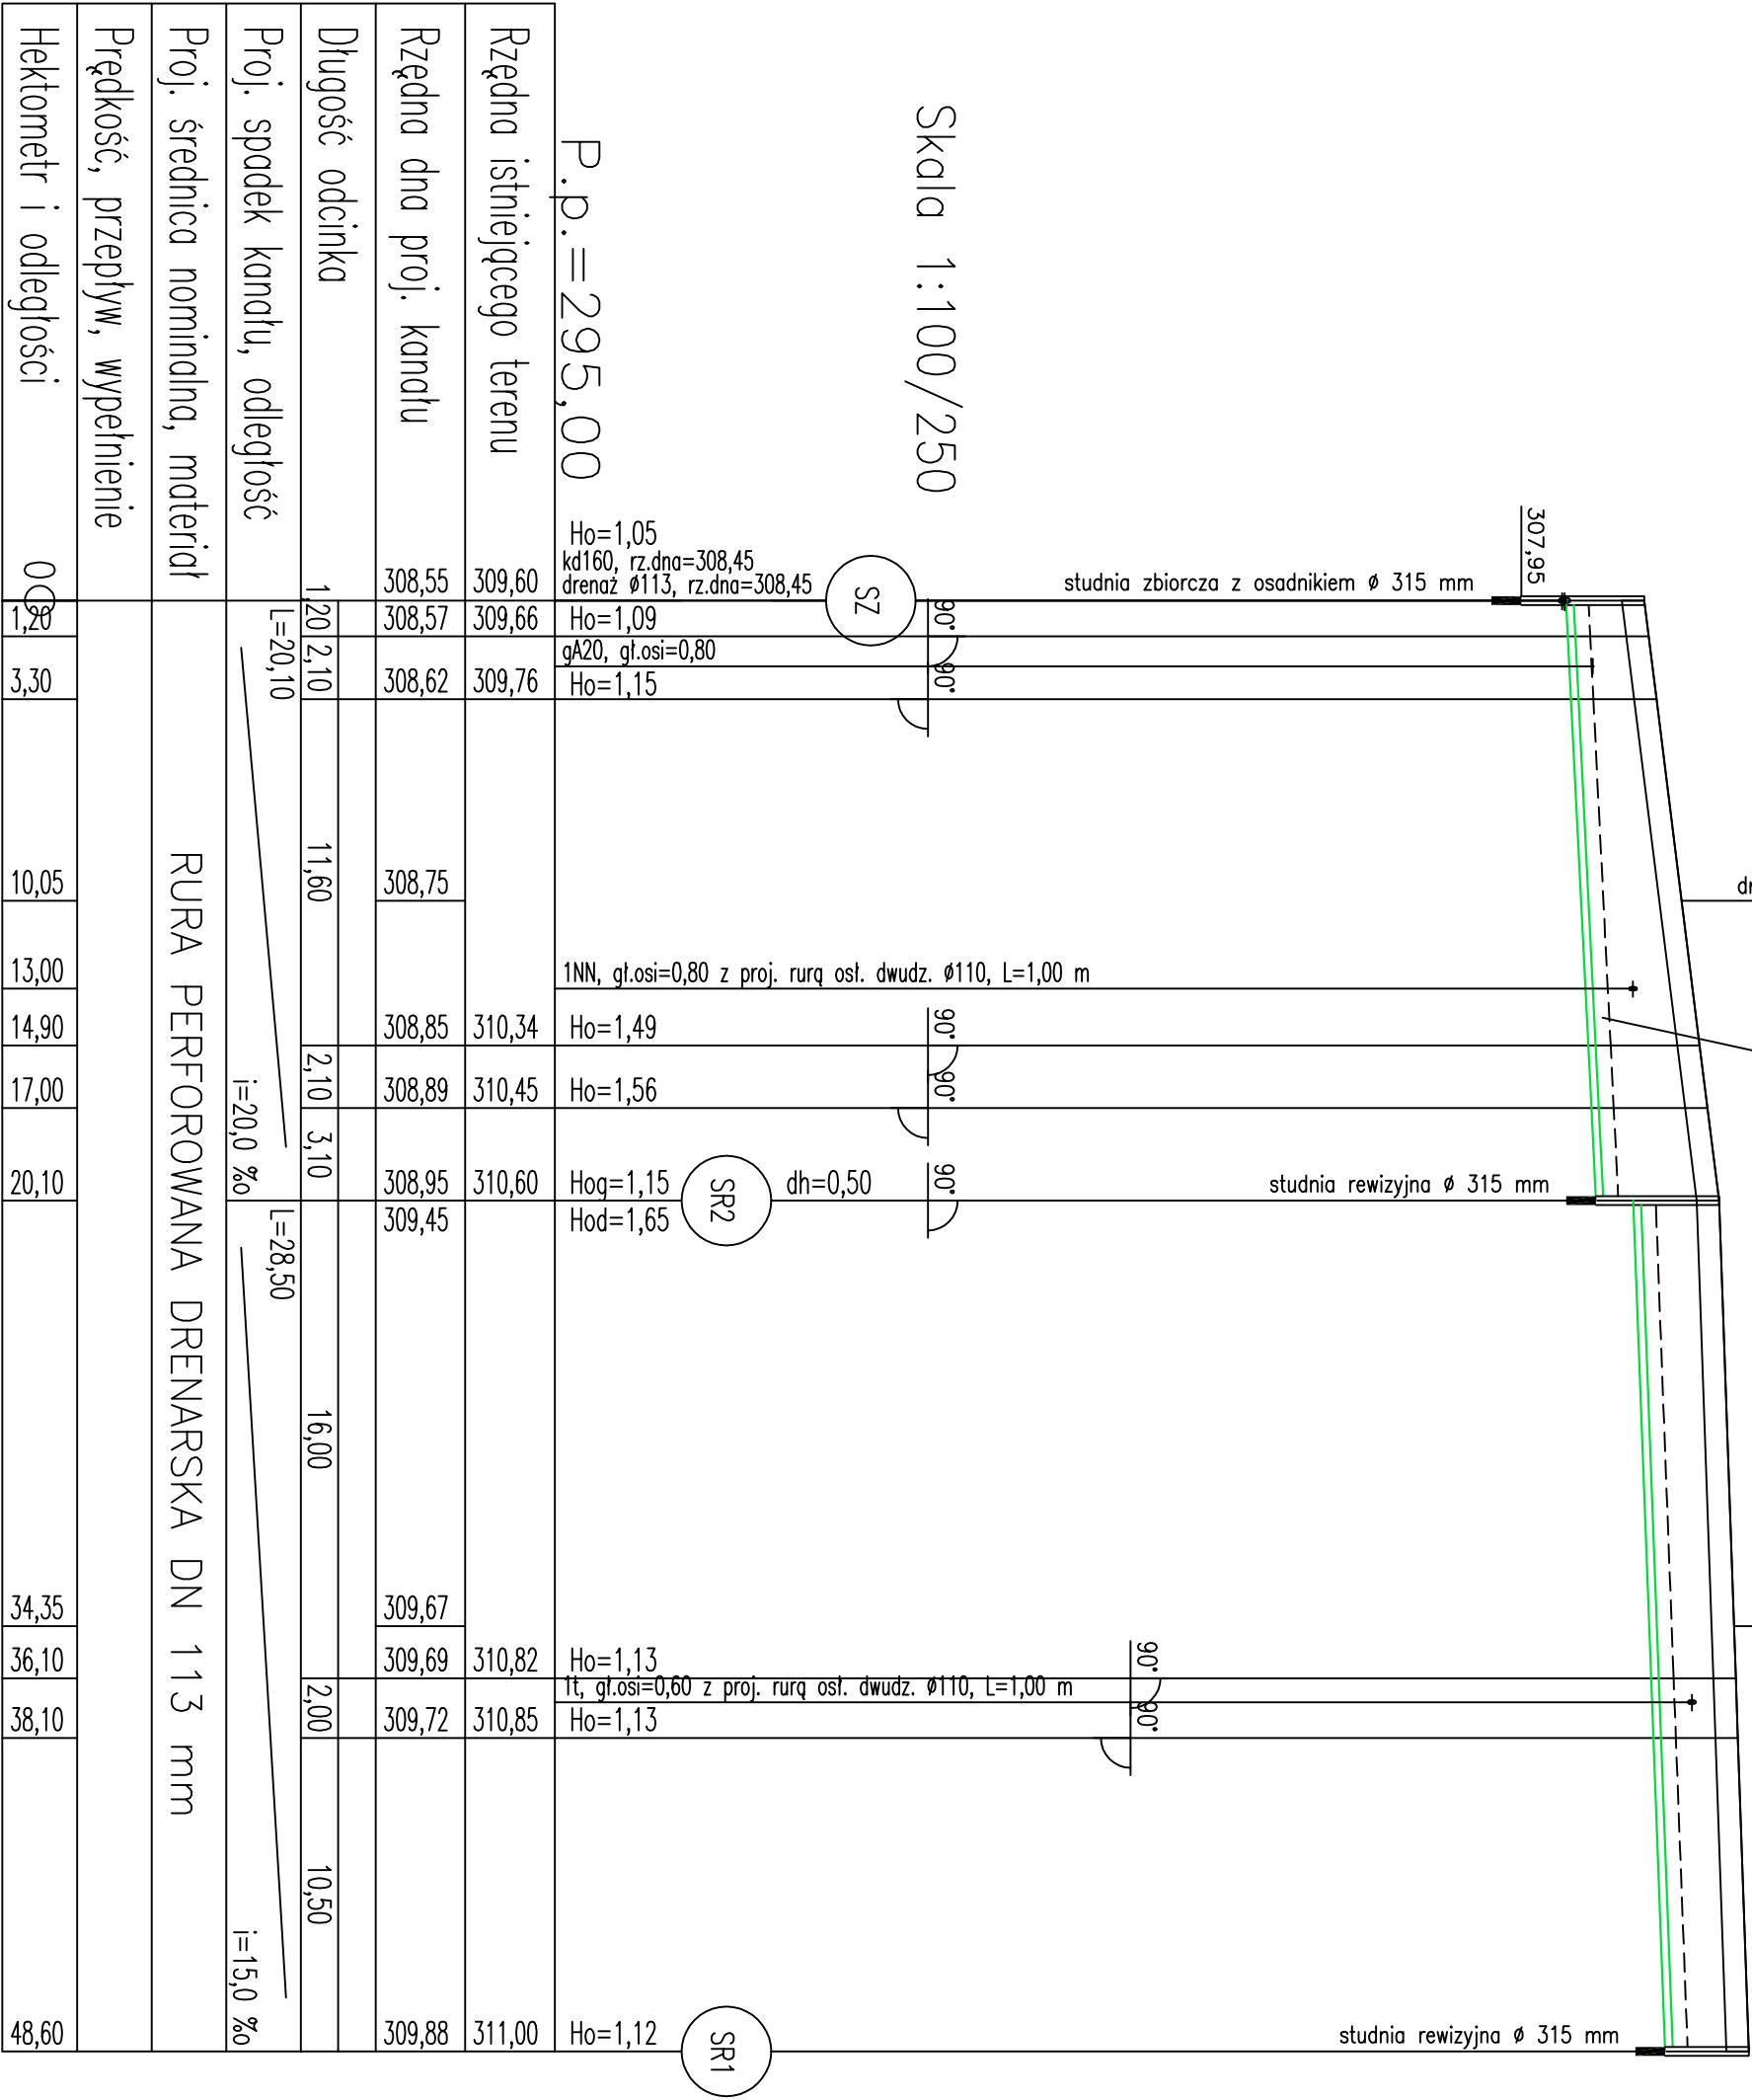 Skala 1:100/250
P.p.=295,00
Rzędna istniejącego terenu
309,60 309,66 309,76 310,34 310,45 310,60 310,82 310,85 311,00
Rzędna dna proj. kanału
308,55 308,57 308,62 308,75 308,85 308,89 308,95 309,45 309,67 309,69 309,72 309,88
Długość odcinka
1,20 2,10 11,60 2,10 3,10 16,00 2,00 10,50
Proj. spadek kanału, odległość
L=20,10 i=20,0 ‰ L=28,50 i=15,0 ‰
Proj. średnica nominalna, materiał
RURA PERFOROWANA DRENARSKA DN 113 mm
Prędkość, przepływ, wypełnienie
Hektometr i odległości
0 0 1,20 3,30 10,05 13,00 14,90 17,00 20,10 34,35 36,10 38,10 48,60
Ho=1,05
kd160, rz.dna=308,45
drenaż ø113, rz.dna=308,45
SZ
studnia zbiorcza z osadnikiem ø 315 mm
307,95
Ho=1,09
90°
gA20, gł.osi=0,80
Ho=1,15
90°
1NN, gł.osi=0,80 z proj. rurą osł. dwudz. ø110, L=1,00 m
Ho=1,49
90°
Ho=1,56
90°
Hog=1,15
Hod=1,65
SR2
dh=0,50
90°
studnia rewizyjna ø 315 mm
Ho=1,13
90°
1t, gł.osi=0,60 z proj. rurą osł. dwudz. ø110, L=1,00 m
Ho=1,13
90°
Ho=1,12
SR1
studnia rewizyjna ø 315 mm